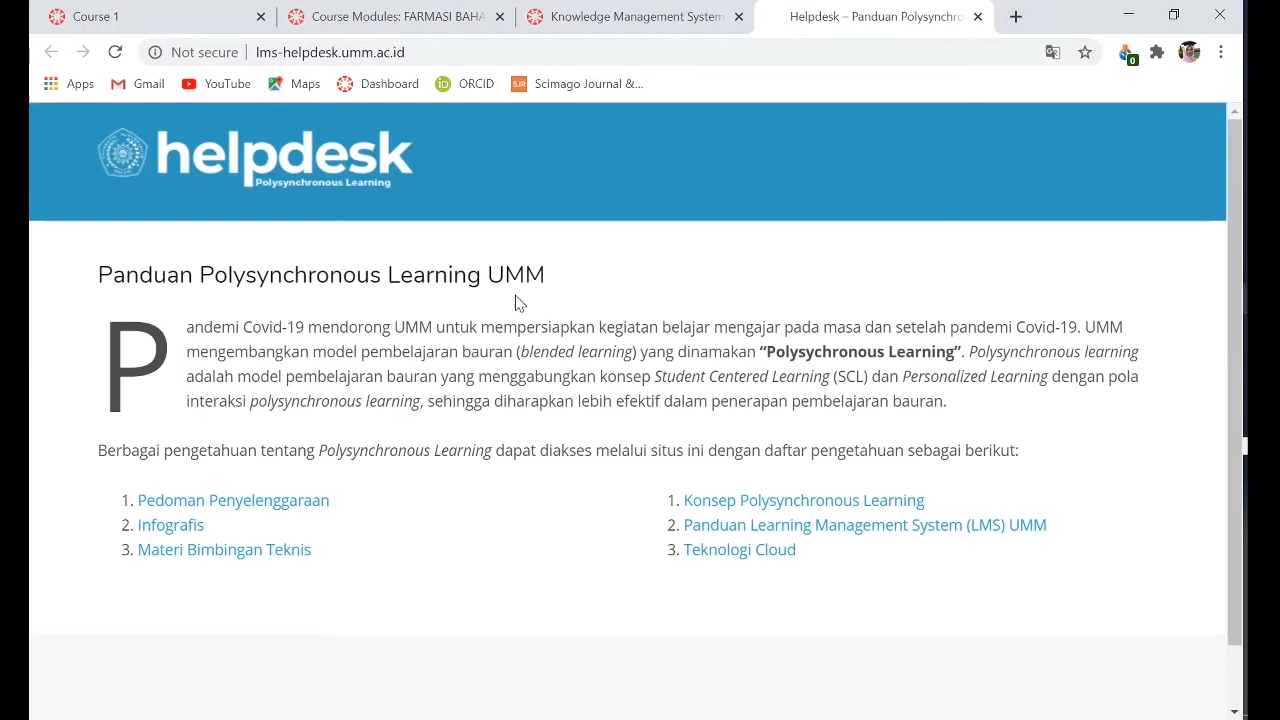 Course 1
Course Modules: FARMASI BAHA
Knowledge Management System
Helpdesk – Panduan Polysynchro
Not secure
lms-helpdesk.umm.ac.id
0
Apps
Gmail
YouTube
Maps
Dashboard
iD
ORCID
SJR
Scimago Journal &...
helpdesk
Polysynchronous Learning
Panduan Polysynchronous Learning UMM
Pandemi Covid-19 mendorong UMM untuk mempersiapkan kegiatan belajar mengajar pada masa dan setelah pandemi Covid-19. UMM
mengembangkan model pembelajaran bauran (blended learning) yang dinamakan “Polysychronous Learning”. Polysynchronous learning
adalah model pembelajaran bauran yang menggabungkan konsep Student Centered Learning (SCL) dan Personalized Learning dengan pola
interaksi polysynchronous learning, sehingga diharapkan lebih efektif dalam penerapan pembelajaran bauran.
Berbagai pengetahuan tentang Polysynchronous Learning dapat diakses melalui situs ini dengan daftar pengetahuan sebagai berikut:
1. Pedoman Penyelenggaraan
2. Infografis
3. Materi Bimbingan Teknis
1. Konsep Polysynchronous Learning
2. Panduan Learning Management System (LMS) UMM
3. Teknologi Cloud